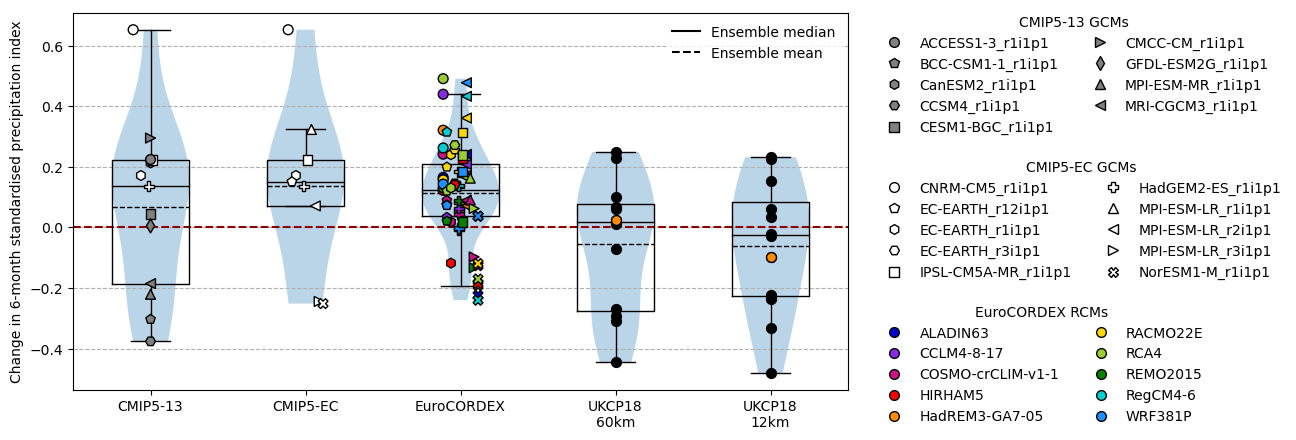 Change in 6-month standardised precipitation index
0.6
0.4
0.2
0.0
−0.2
−0.4
Ensemble median
Ensemble mean
CMIP5-13
CMIP5-EC
EuroCORDEX
UKCP18
60km
UKCP18
12km
CMIP5-13 GCMs
ACCESS1-3_r1i1p1
BCC-CSM1-1_r1i1p1
CanESM2_r1i1p1
CCSM4_r1i1p1
CESM1-BGC_r1i1p1
CMCC-CM_r1i1p1
GFDL-ESM2G_r1i1p1
MPI-ESM-MR_r1i1p1
MRI-CGCM3_r1i1p1
CMIP5-EC GCMs
CNRM-CM5_r1i1p1
EC-EARTH_r12i1p1
EC-EARTH_r1i1p1
EC-EARTH_r3i1p1
IPSL-CM5A-MR_r1i1p1
HadGEM2-ES_r1i1p1
MPI-ESM-LR_r1i1p1
MPI-ESM-LR_r2i1p1
MPI-ESM-LR_r3i1p1
NorESM1-M_r1i1p1
EuroCORDEX RCMs
ALADIN63
CCLM4-8-17
COSMO-crCLIM-v1-1
HIRHAM5
HadREM3-GA7-05
RACMO22E
RCA4
REMO2015
RegCM4-6
WRF381P